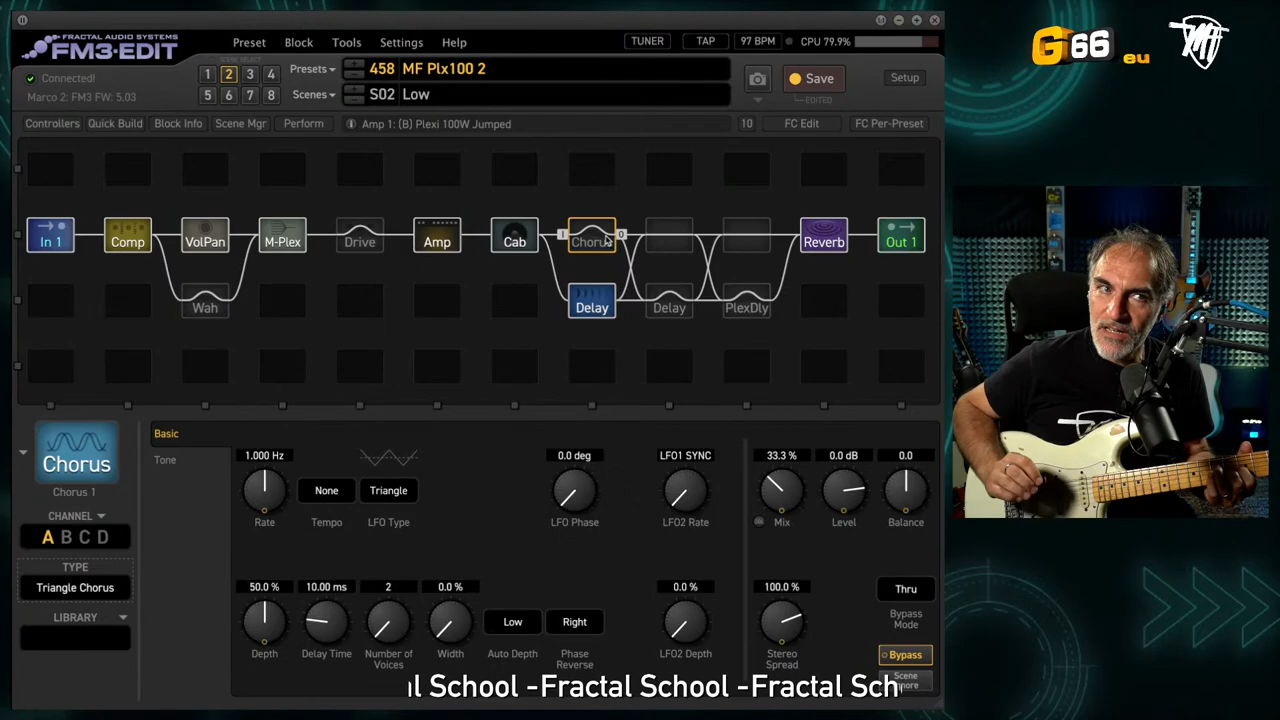 FRACTAL AUDIO SYSTEMS
FM3-EDIT
Preset Block Tools Settings Help
TUNER TAP 97 BPM CPU 79.9%
G66
eu
Connected!
Marco 2: FM3 FW: 5.03
SCENE SELECT
1 2 3 4
5 6 7 8
Presets 458 MF Plx100 2
Scenes S02 Low
Save
EDITED
Setup
Controllers Quick Build Block Info Scene Mgr Perform Amp 1: (B) Plexi 100W Jumped 10 FC Edit FC Per-Preset
In 1 Comp VolPan M-Plex Drive Amp Cab Chorus Reverb Out 1
I O
Wah Delay Delay PlexDly
Chorus
Chorus 1
CHANNEL
A B C D
TYPE
Triangle Chorus
LIBRARY
Basic
Tone
1.000 Hz 0.0 deg LFO1 SYNC 33.3 % 0.0 dB 0.0
None Triangle
Rate Tempo LFO Type LFO Phase LFO2 Rate Mix Level Balance
50.0 % 10.00 ms 2 0.0 % 0.0 % 100.0 %
Low Right Thru
Depth Delay Time Number of Voices Width Auto Depth Phase Reverse LFO2 Depth Stereo Spread
Bypass Mode
Bypass
Scene Ignore
al School -Fractal School -Fractal Sch